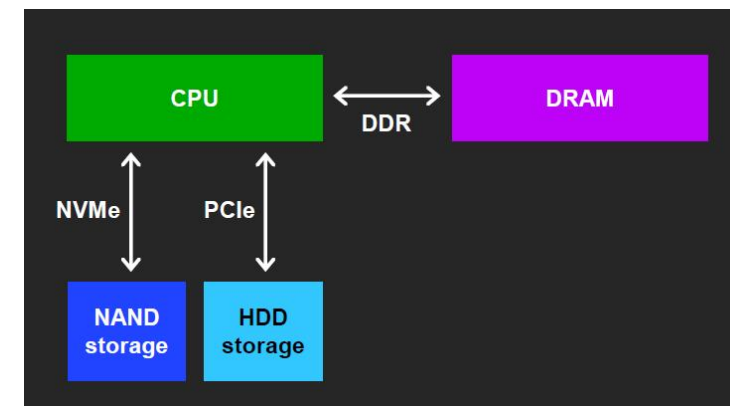 CPU
DRAM
DDR
NVMe
PCIe
NAND
storage
HDD
storage